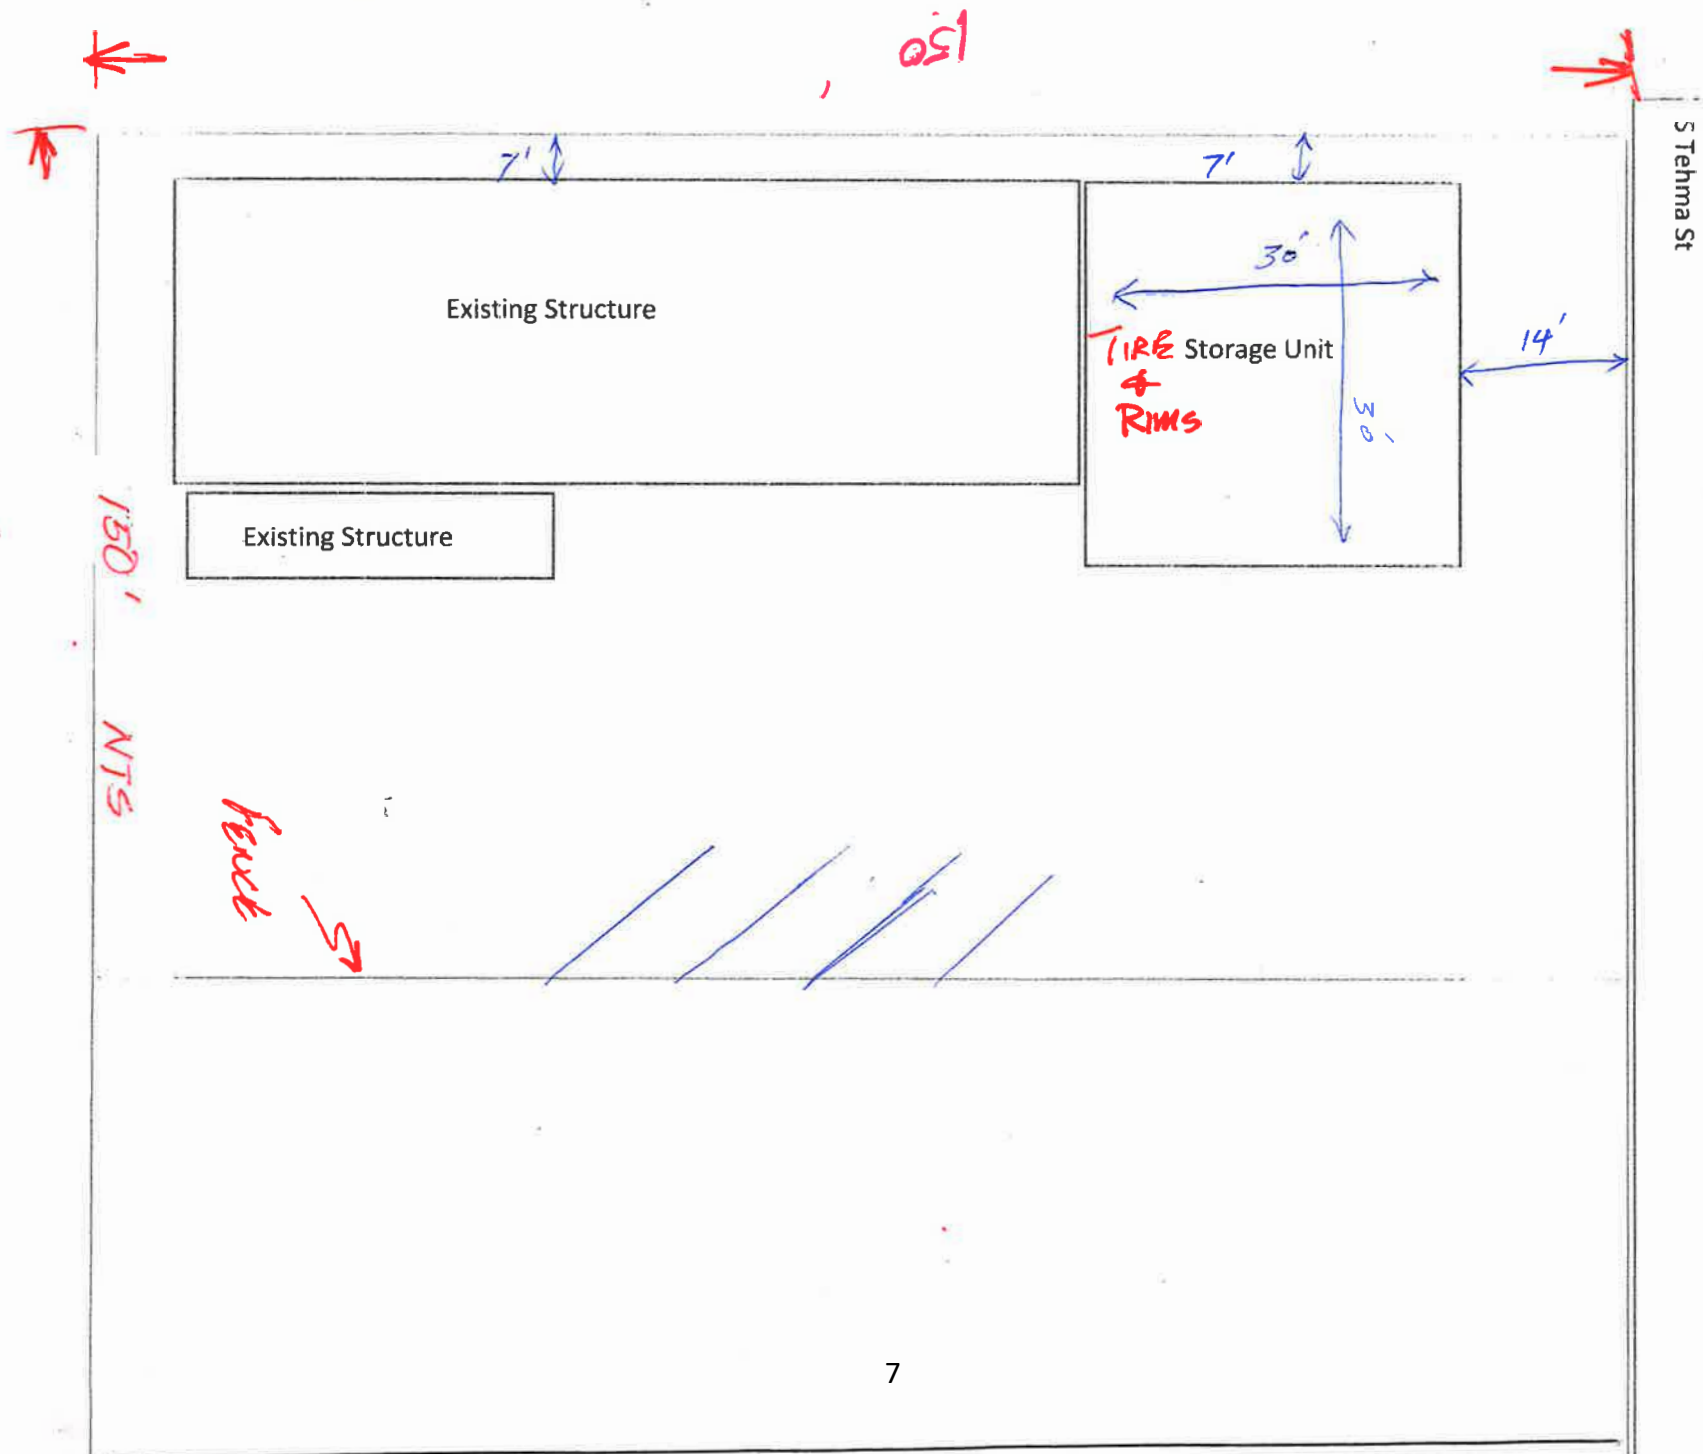 150'
7'
7'
S Tehma St
30'
Existing Structure
TIRE
&
RIMS
Storage Unit
14'
30'
Existing Structure
150'
NTS
FENCE
7